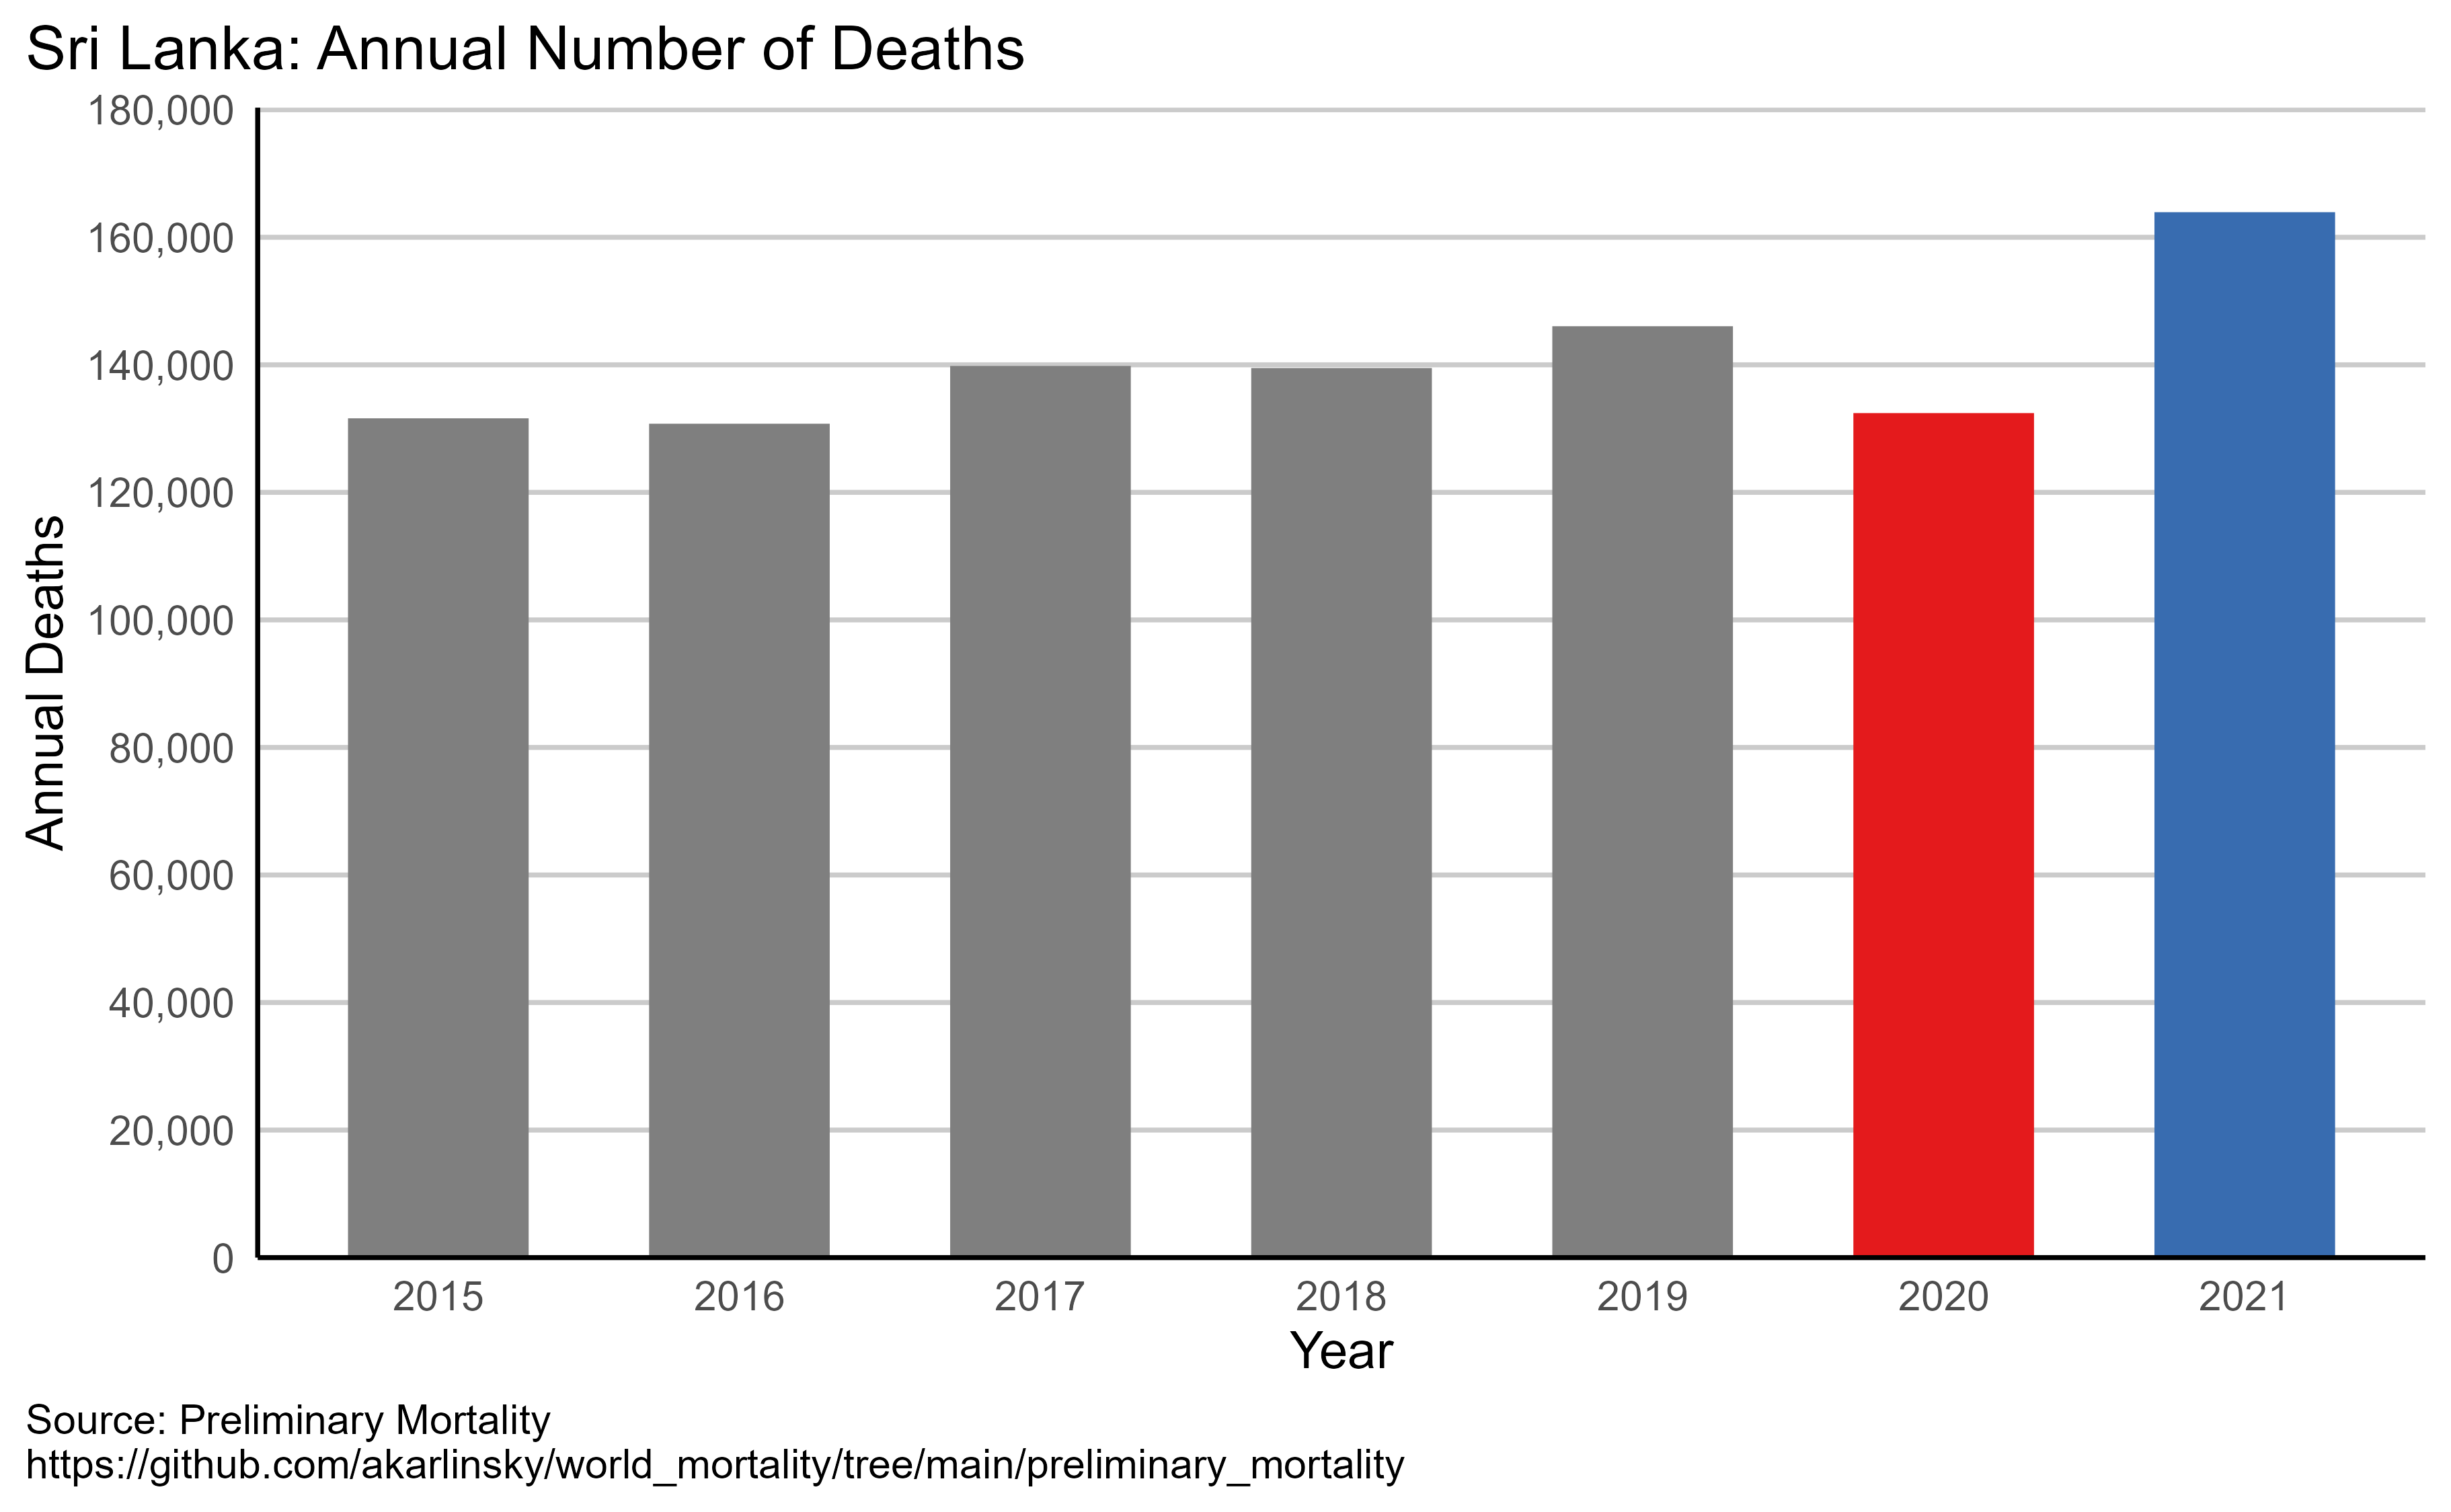 Sri Lanka: Annual Number of Deaths
180,000
160,000
140,000
120,000
100,000
80,000
60,000
40,000
20,000
0
Annual Deaths
2015 2016 2017 2018 2019 2020 2021
Year
Source: Preliminary Mortality
https://github.com/akarlinsky/world_mortality/tree/main/preliminary_mortality